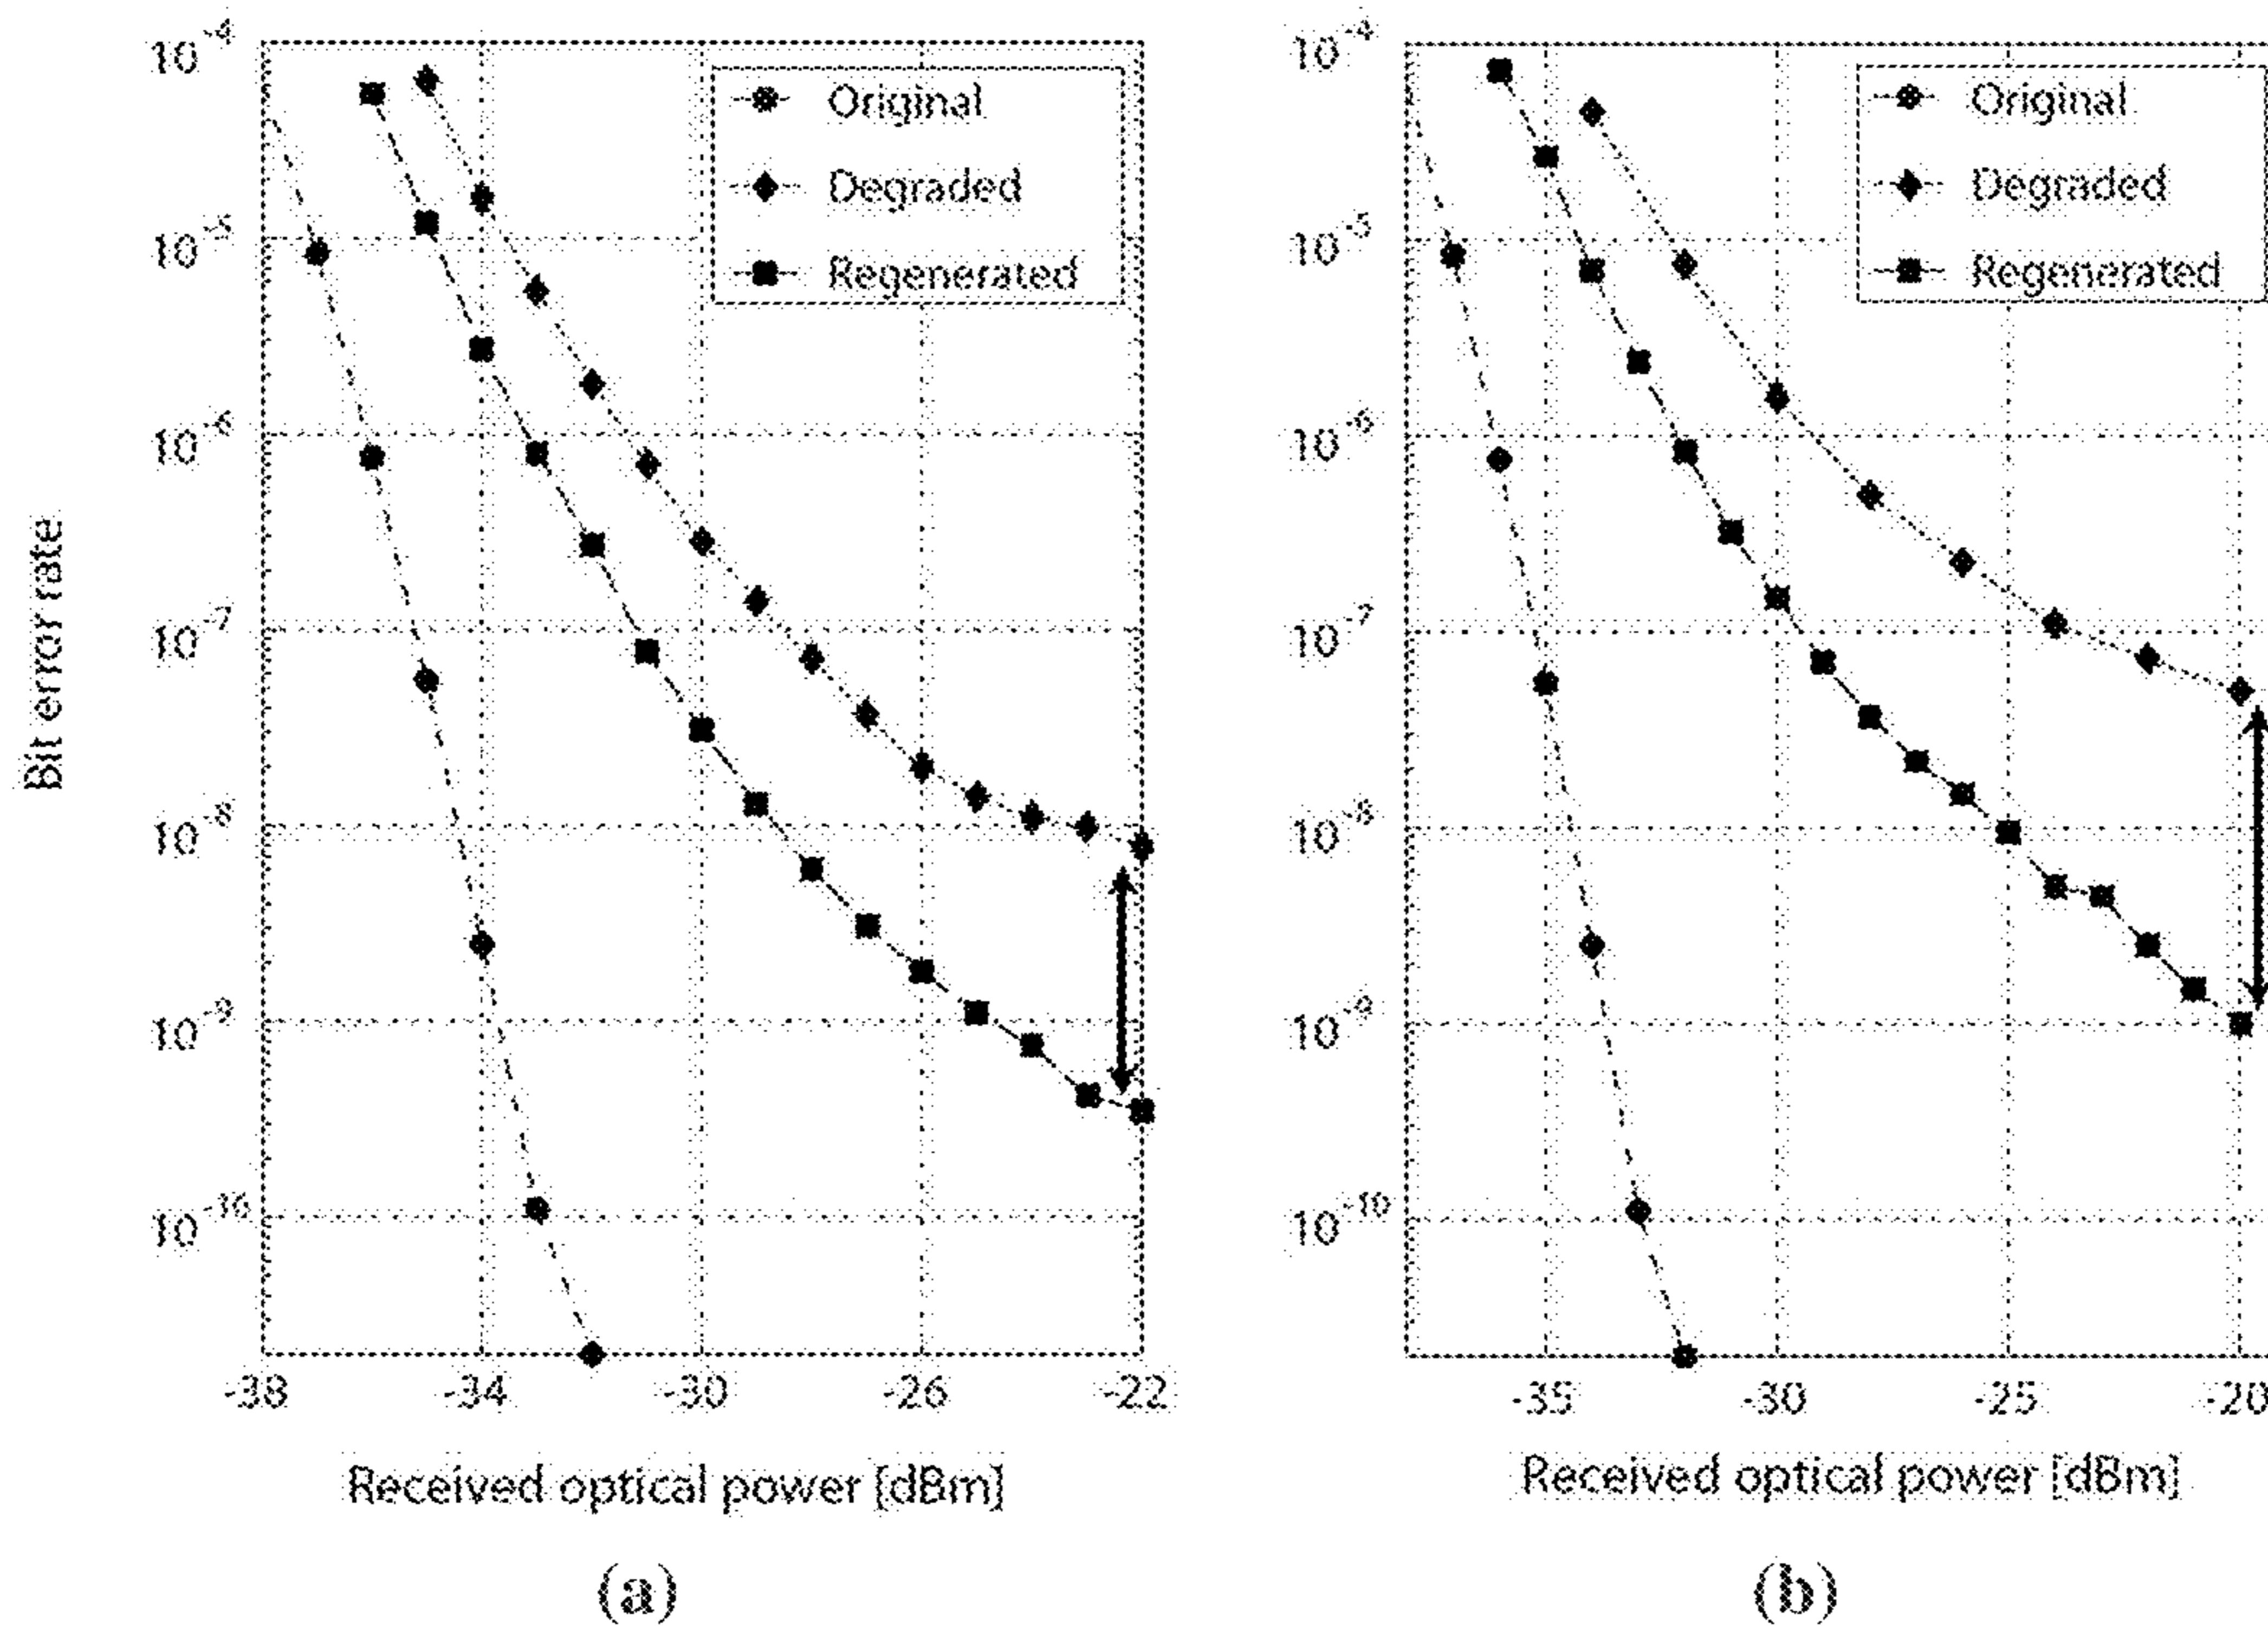 Bit error rate
10^-4
10^-5
10^-6
10^-7
10^-8
10^-9
10^-10
Original
Degraded
Regenerated
-38 -34 -30 -26 -22
Received optical power [dBm]
(a)
10^-4
10^-5
10^-6
10^-7
10^-8
10^-9
10^-10
Original
Degraded
Regenerated
-35 -30 -25 -20
Received optical power [dBm]
(b)